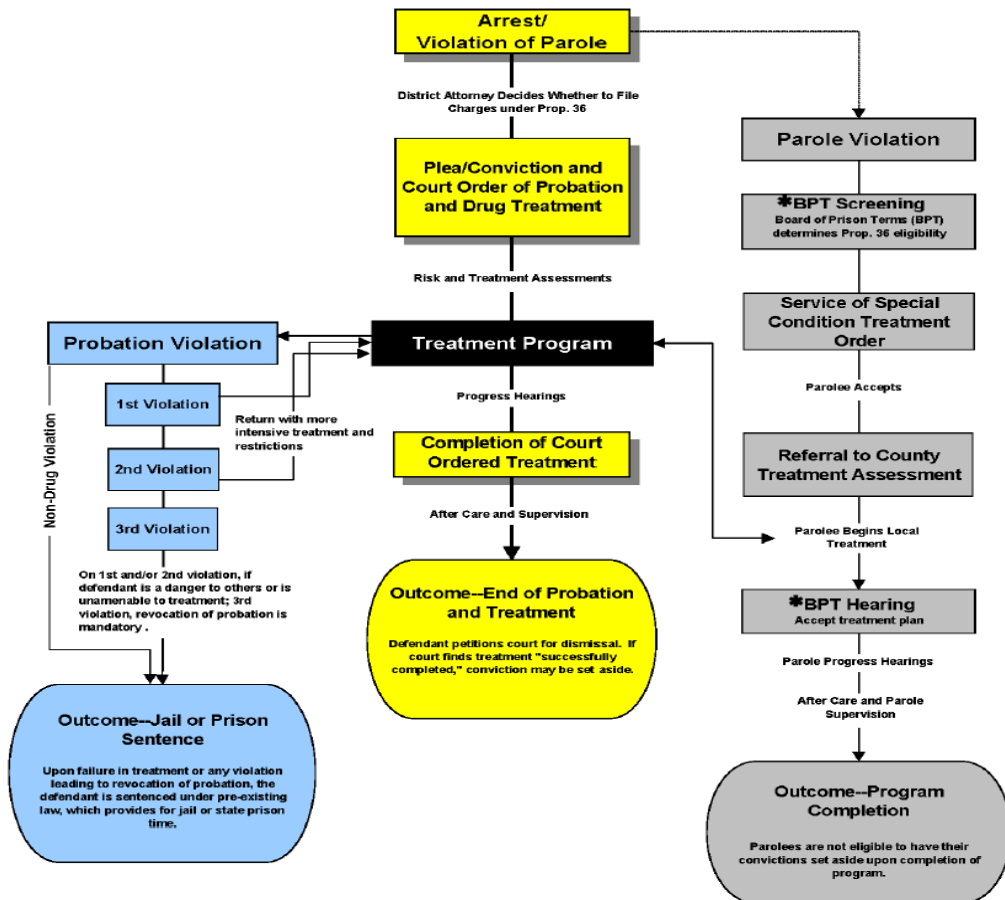 Arrest/
Violation of Parole
District Attorney Decides Whether to File
Charges under Prop. 36
Plea/Conviction and
Court Order of Probation
and Drug Treatment
Risk and Treatment Assessments
Treatment Program
Progress Hearings
Completion of Court
Ordered Treatment
After Care and Supervision
Outcome--End of Probation
and Treatment
Defendant petitions court for dismissal. If
court finds treatment "successfully
completed," conviction may be set aside.
Probation Violation
1st Violation
2nd Violation
3rd Violation
Return with more
intensive treatment and
restrictions
Non-Drug Violation
On 1st and/or 2nd violation, if
defendant is a danger to others or is
unamenable to treatment; 3rd
violation, revocation of probation is
mandatory .
Outcome--Jail or Prison
Sentence
Upon failure in treatment or any violation
leading to revocation of probation, the
defendant is sentenced under pre-existing
law, which provides for jail or state prison
time.
Parole Violation
*BPT Screening
Board of Prison Terms (BPT)
determines Prop. 36 eligibility
Service of Special
Condition Treatment
Order
Parolee Accepts
Referral to County
Treatment Assessment
Parolee Begins Local
Treatment
*BPT Hearing
Accept treatment plan
Parole Progress Hearings
After Care and Parole
Supervision
Outcome--Program
Completion
Parolees are not eligible to have their
convictions set aside upon completion of
program.